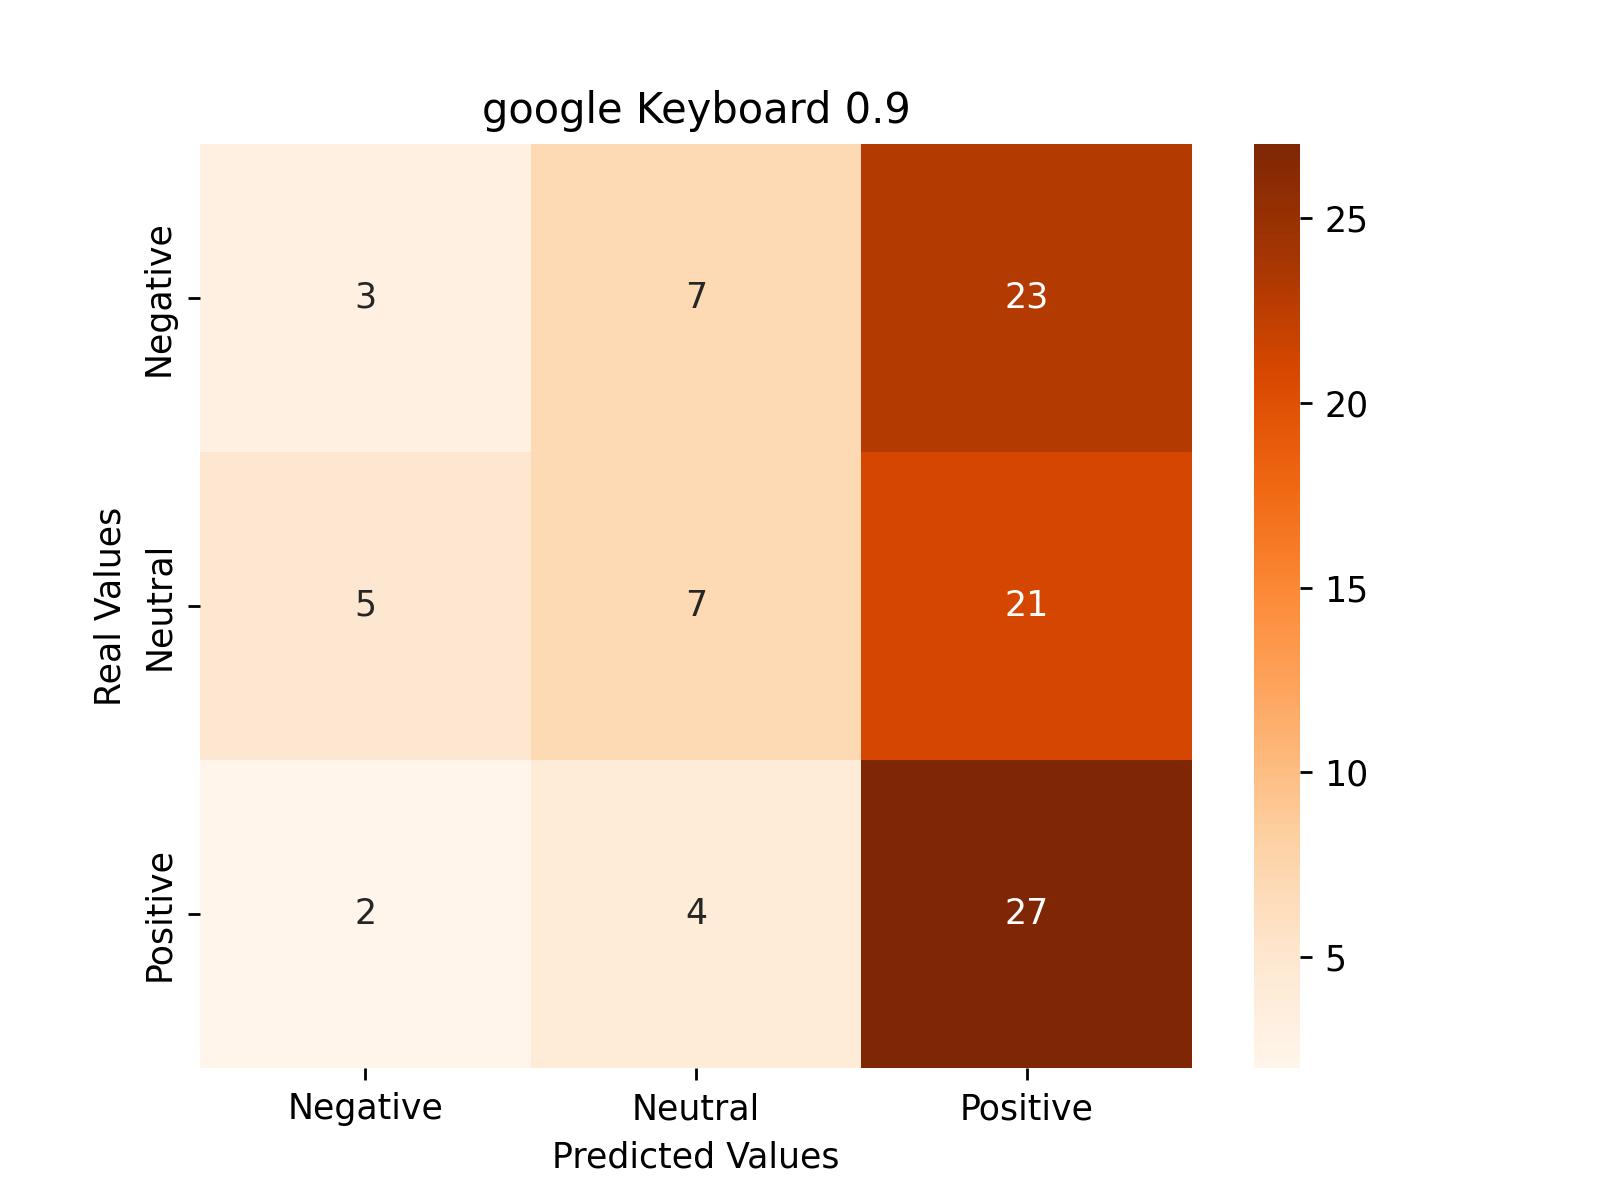 google Keyboard 0.9
Real Values
Negative
3
7
23
Neutral
5
7
21
Positive
2
4
27
Negative
Neutral
Positive
Predicted Values
25
20
15
10
5